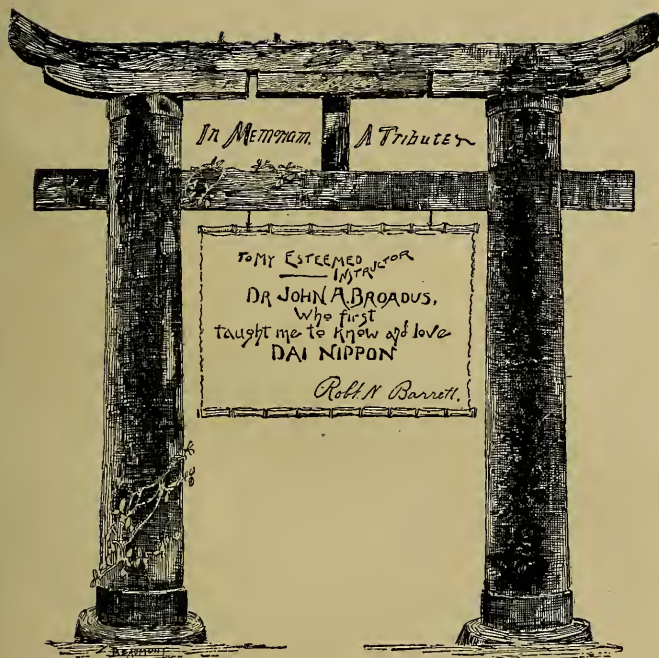 In Memoriam. A Tribute
To MY ESTEEMED
INSTRUCTOR
DR JOHN A. BROADUS,
Who first
taught me to know and love
DAI NIPPON
Robt. N Barrett.
BEAUMONT